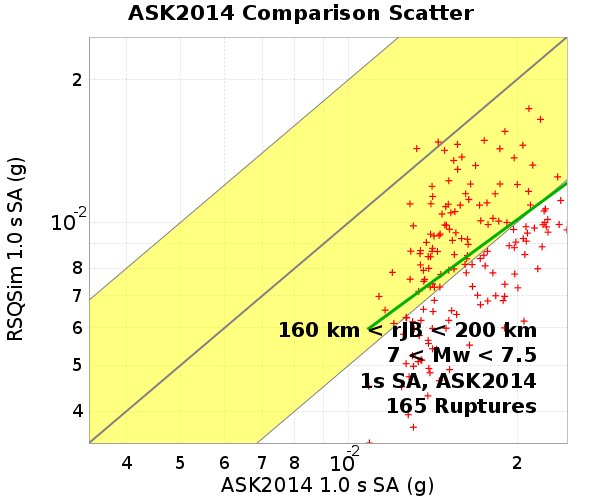 ASK2014 Comparison Scatter
RSQSim 1.0 s SA (g)
2
10-2
8
7
6
5
4
160 km < rJB < 200 km
7 < Mw < 7.5
1s SA, ASK2014
165 Ruptures
4 5 6 7 8 10-2 2
ASK2014 1.0 s SA (g)